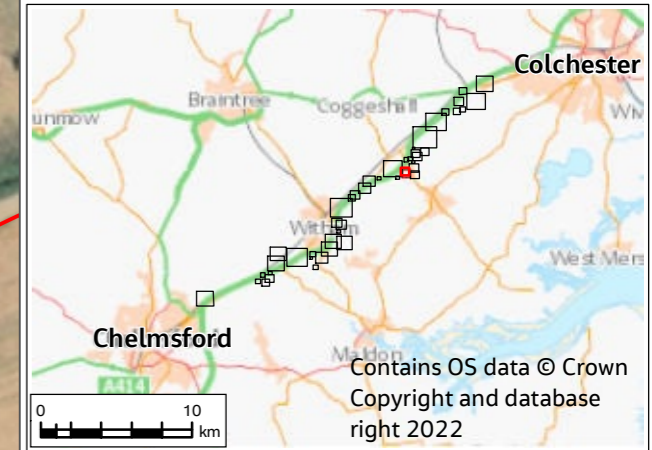 Colchester
Braintree
Coggeshall
unmow
Witham
West Mers
Chelmsford
Maldon
A414
Contains OS data © Crown
Copyright and database
right 2022
0 10
km